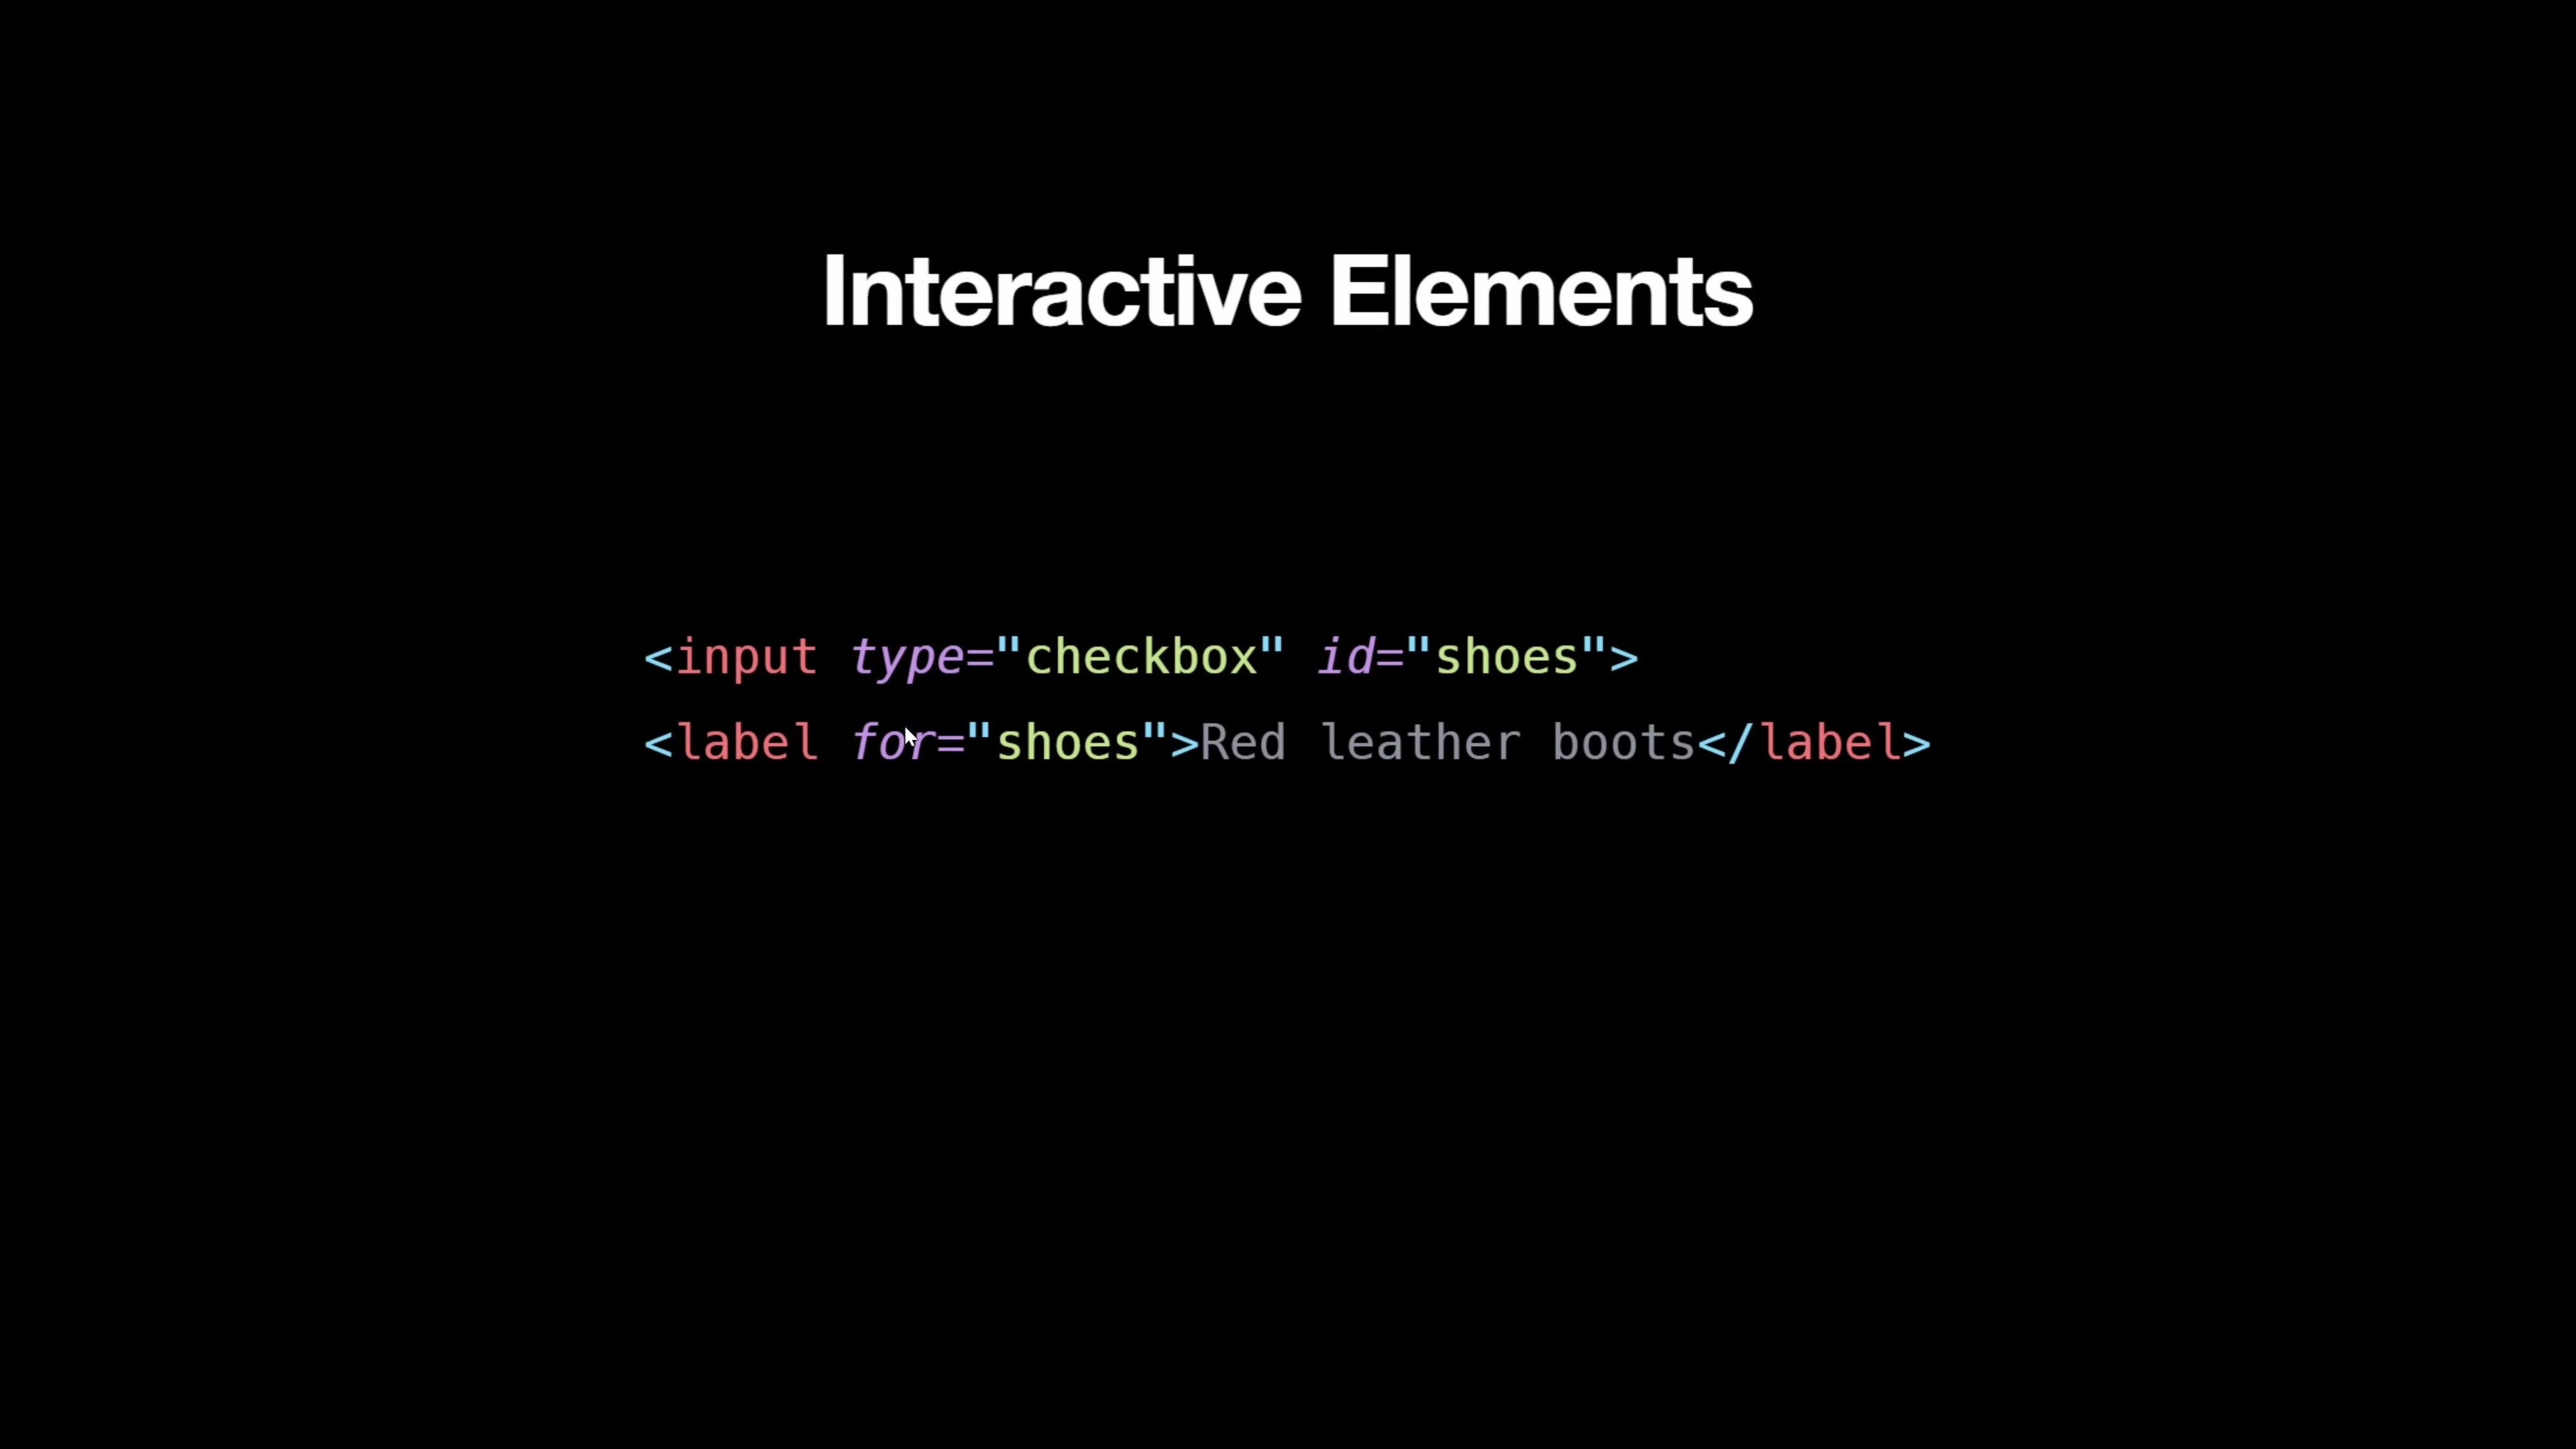 Interactive Elements
<input type="checkbox" id="shoes">
<label for="shoes">Red leather boots</label>